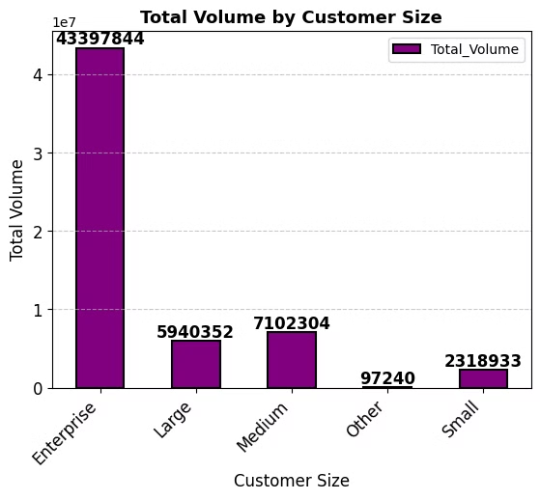 Total Volume by Customer Size
1e7
43397844
Total_Volume
4
3
2
1
0
5940352
7102304
97240
2318933
Total Volume
Enterprise
Large
Medium
Other
Small
Customer Size